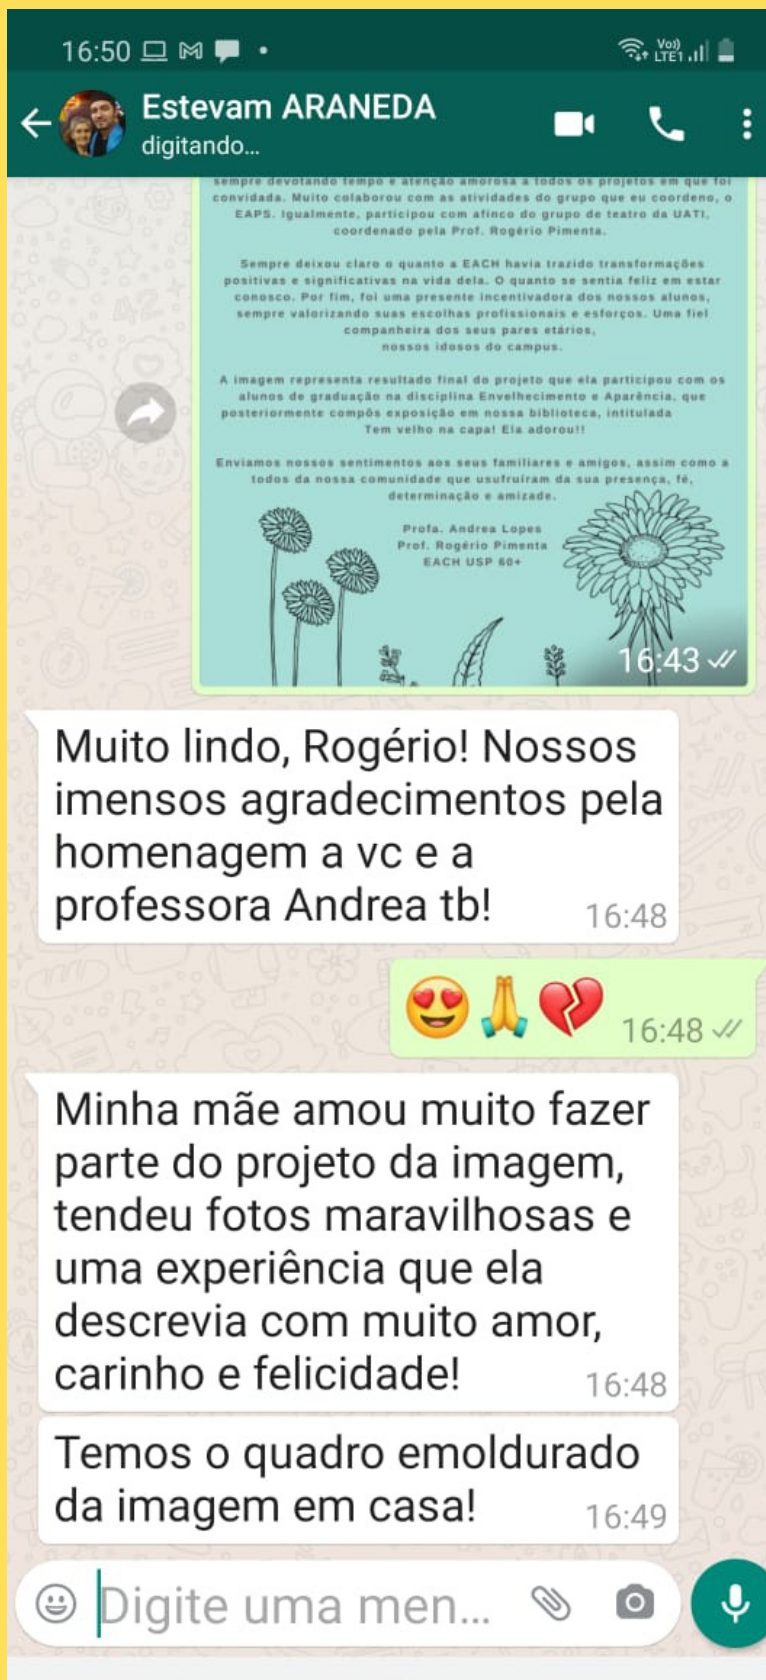 16:50
Vo))
LTE1
Estevam ARANEDA
digitando...
sempre devotando tempo e atenção amorosa a todos os projetos em que foi
convidada. Muito colaborou com as atividades do grupo que eu coordeno, o
EAPS. Igualmente, participou com afinco do grupo de teatro da UATI,
coordenado pela Prof. Rogério Pimenta.
Sempre deixou claro o quanto a EACH havia trazido transformações
positivas e significativas na vida dela. O quanto se sentia feliz em estar
conosco. Por fim, foi uma presente incentivadora dos nossos alunos,
sempre valorizando suas escolhas profissionais e esforços. Uma fiel
companheira dos seus pares etários,
nossos idosos do campus.
A imagem representa resultado final do projeto que ela participou com os
alunos de graduação na disciplina Envelhecimento e Aparência, que
posteriormente compôs exposição em nossa biblioteca, intitulada
Tem velho na capa! Ela adorou!!
Enviamos nossos sentimentos aos seus familiares e amigos, assim como a
todos da nossa comunidade que usufruíram da sua presença, fé,
determinação e amizade.
Profa. Andrea Lopes
Prof. Rogério Pimenta
EACH USP 60+
16:43
Muito lindo, Rogério! Nossos
imensos agradecimentos pela
homenagem a vc e a
professora Andrea tb!
16:48
16:48
Minha mãe amou muito fazer
parte do projeto da imagem,
tendeu fotos maravilhosas e
uma experiência que ela
descrevia com muito amor,
carinho e felicidade!
16:48
Temos o quadro emoldurado
da imagem em casa!
16:49
Digite uma men...